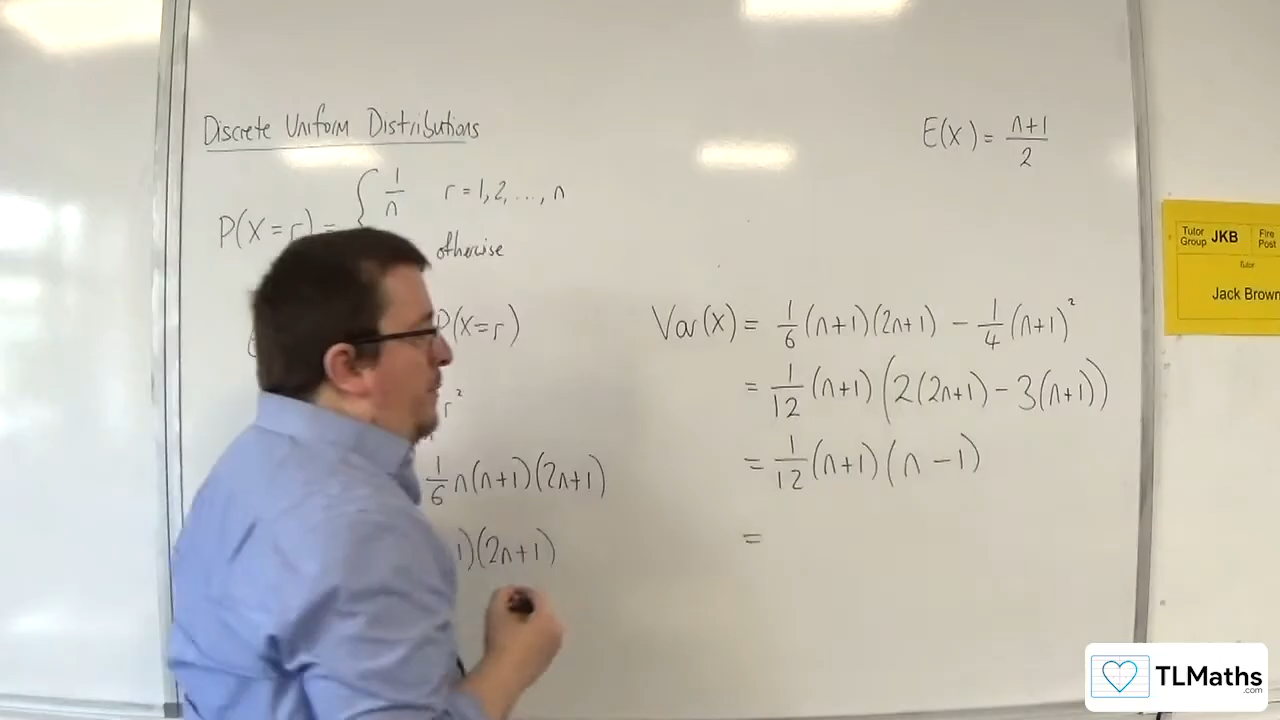 Discrete Uniform Distributions
P(X=r) = { 1/n r = 1, 2, ..., n
otherwise
P(X=r)
r²
1/6 n(n+1)(2n+1)
1)(2n+1)
E(X) = n+1/2
Var(X) = 1/6 (n+1)(2n+1) - 1/4 (n+1)²
= 1/12 (n+1)(2(2n+1) - 3(n+1))
= 1/12 (n+1)(n-1)
=
Tutor Group JKB
Fire Post
Tutor
Jack Brown
TLMaths
.com